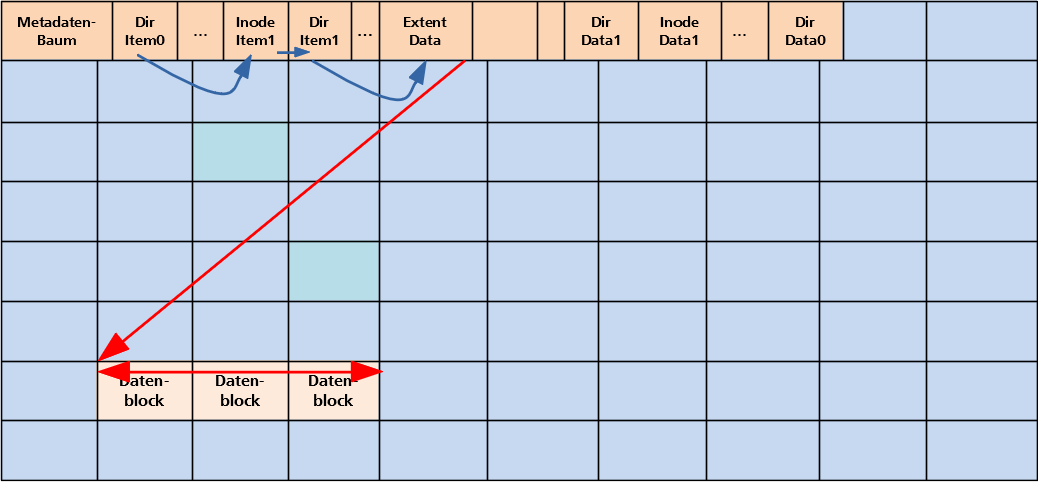 Metadaten-
Baum
Dir
Item0
...
Inode
Item1
Dir
Item1
...
Extent
Data
Dir
Data1
Inode
Data1
...
Dir
Data0
Daten-
block
Daten-
block
Daten-
block